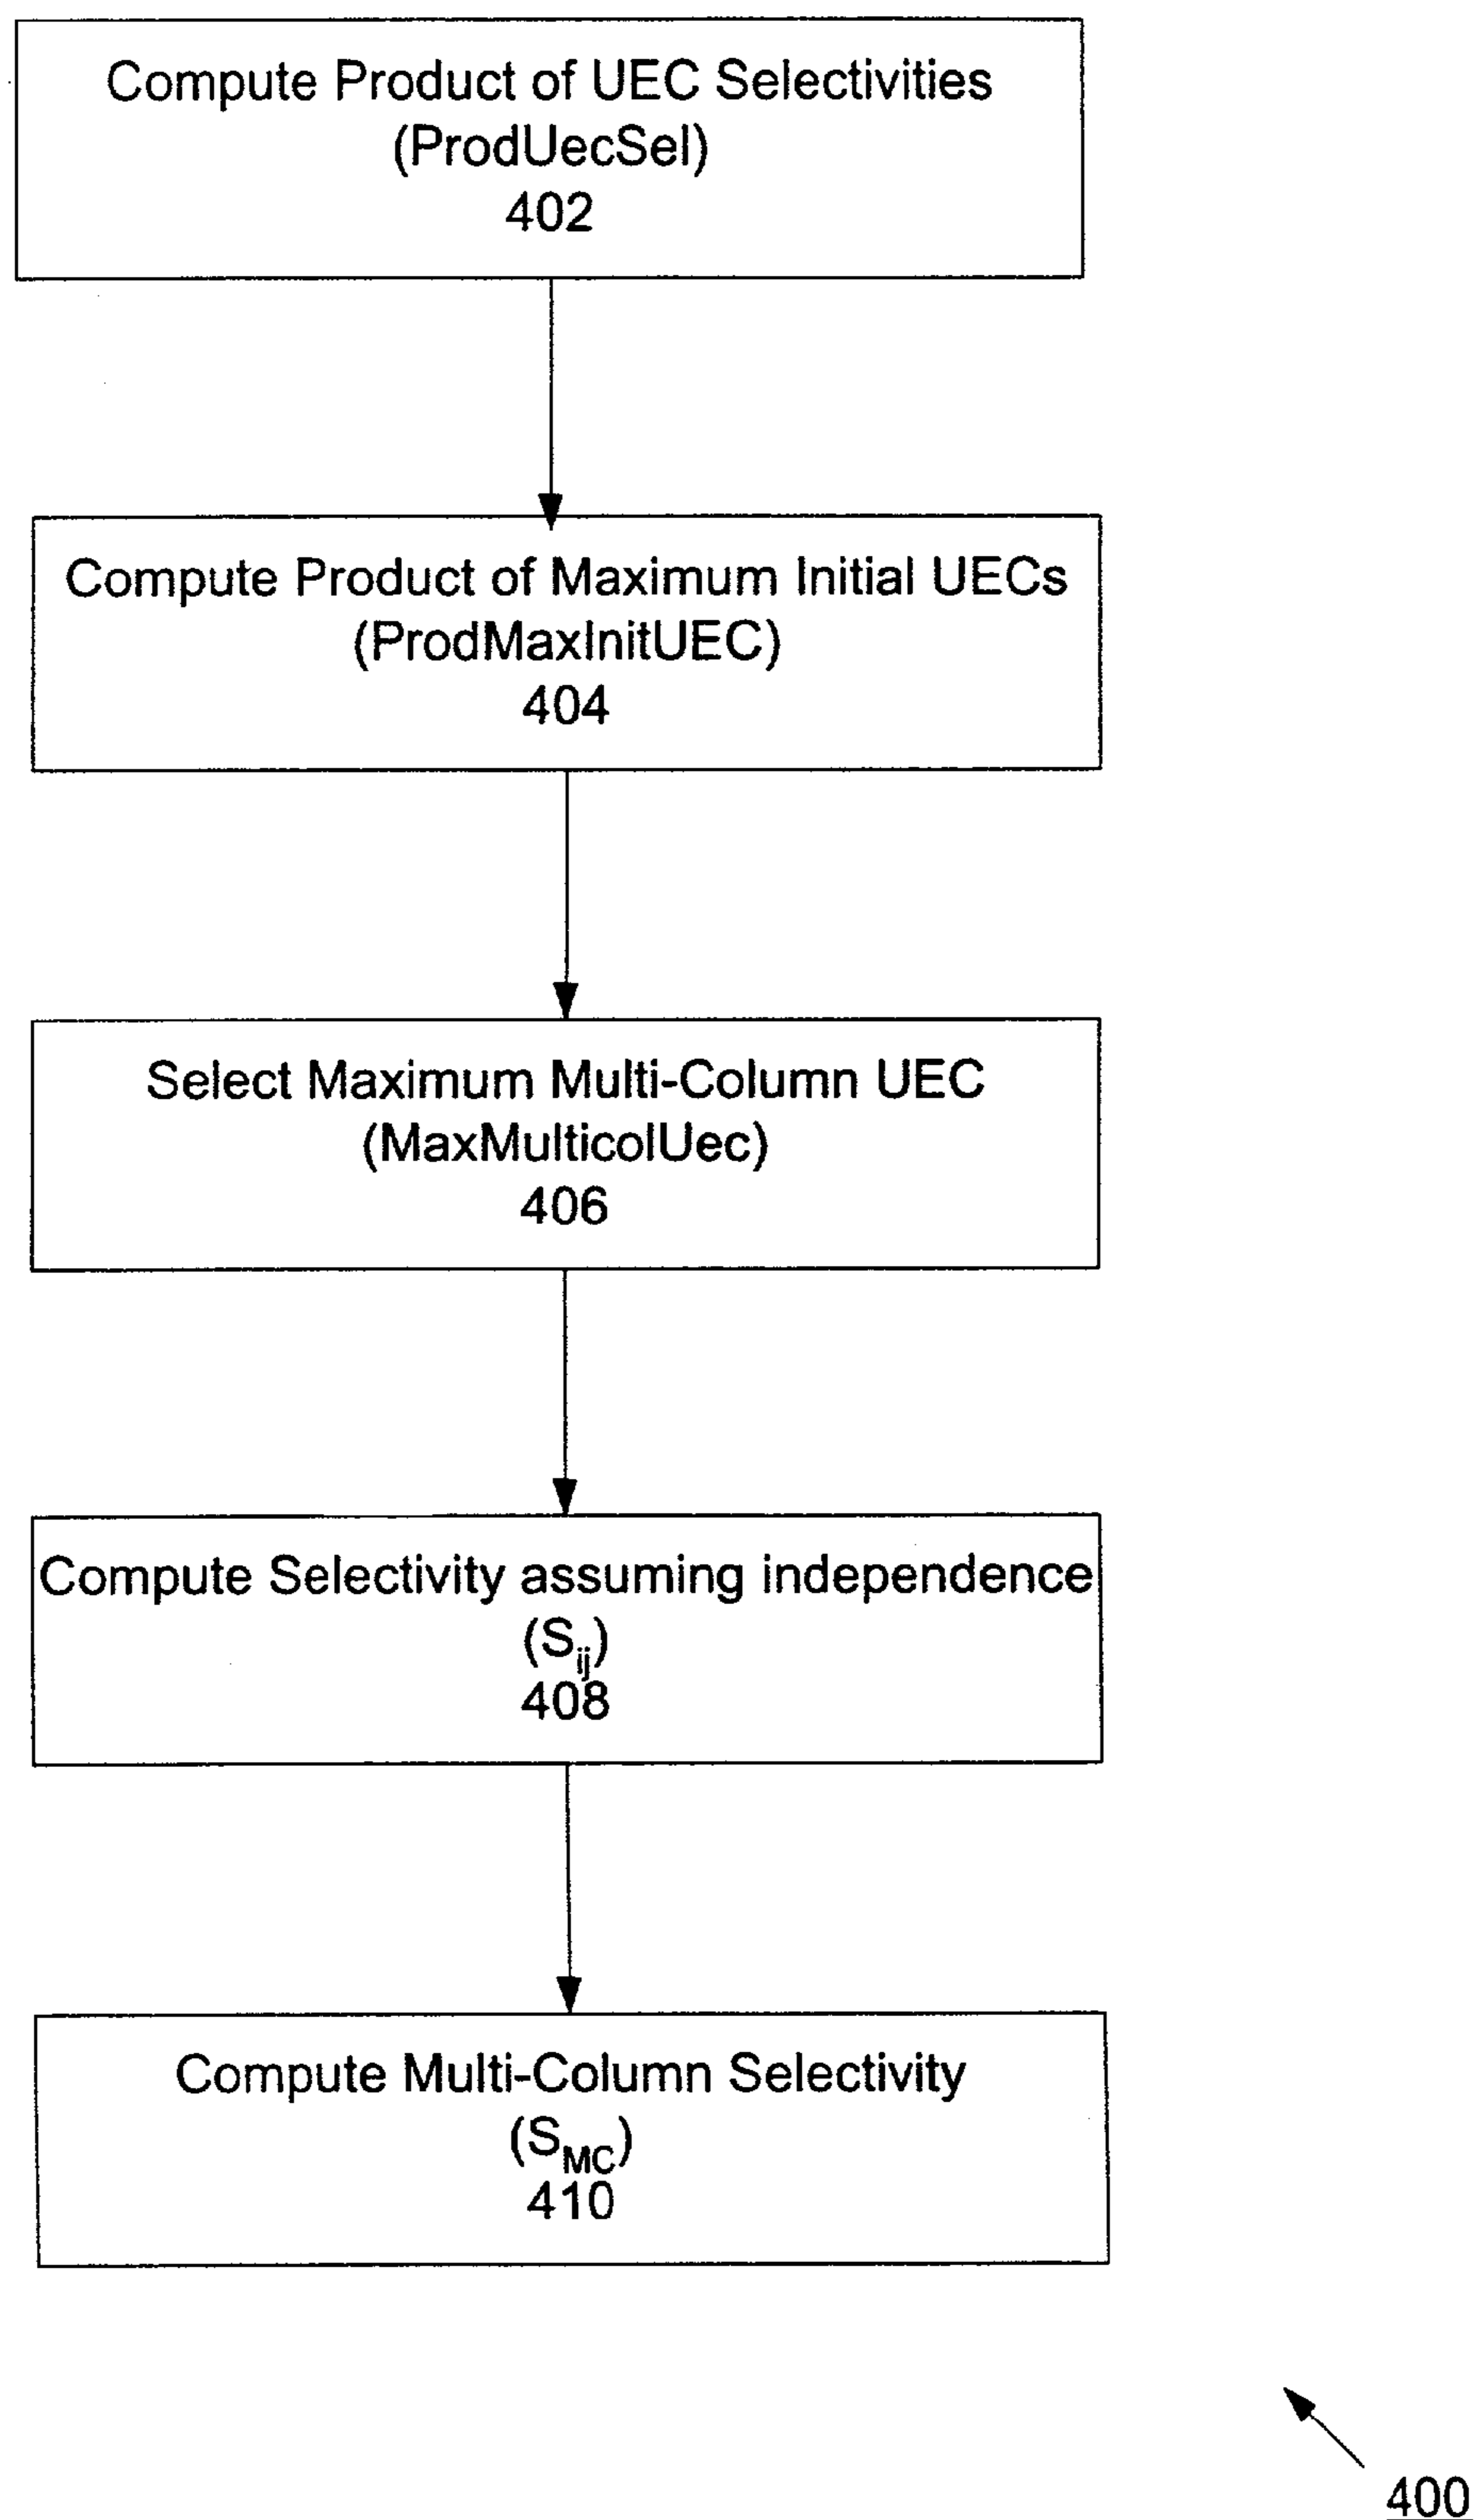 Compute Product of UEC Selectivities
(ProdUecSel)
402
Compute Product of Maximum Initial UECs
(ProdMaxInitUEC)
404
Select Maximum Multi-Column UEC
(MaxMulticolUec)
406
Compute Selectivity assuming independence
(Sij)
408
Compute Multi-Column Selectivity
(SMC)
410
400